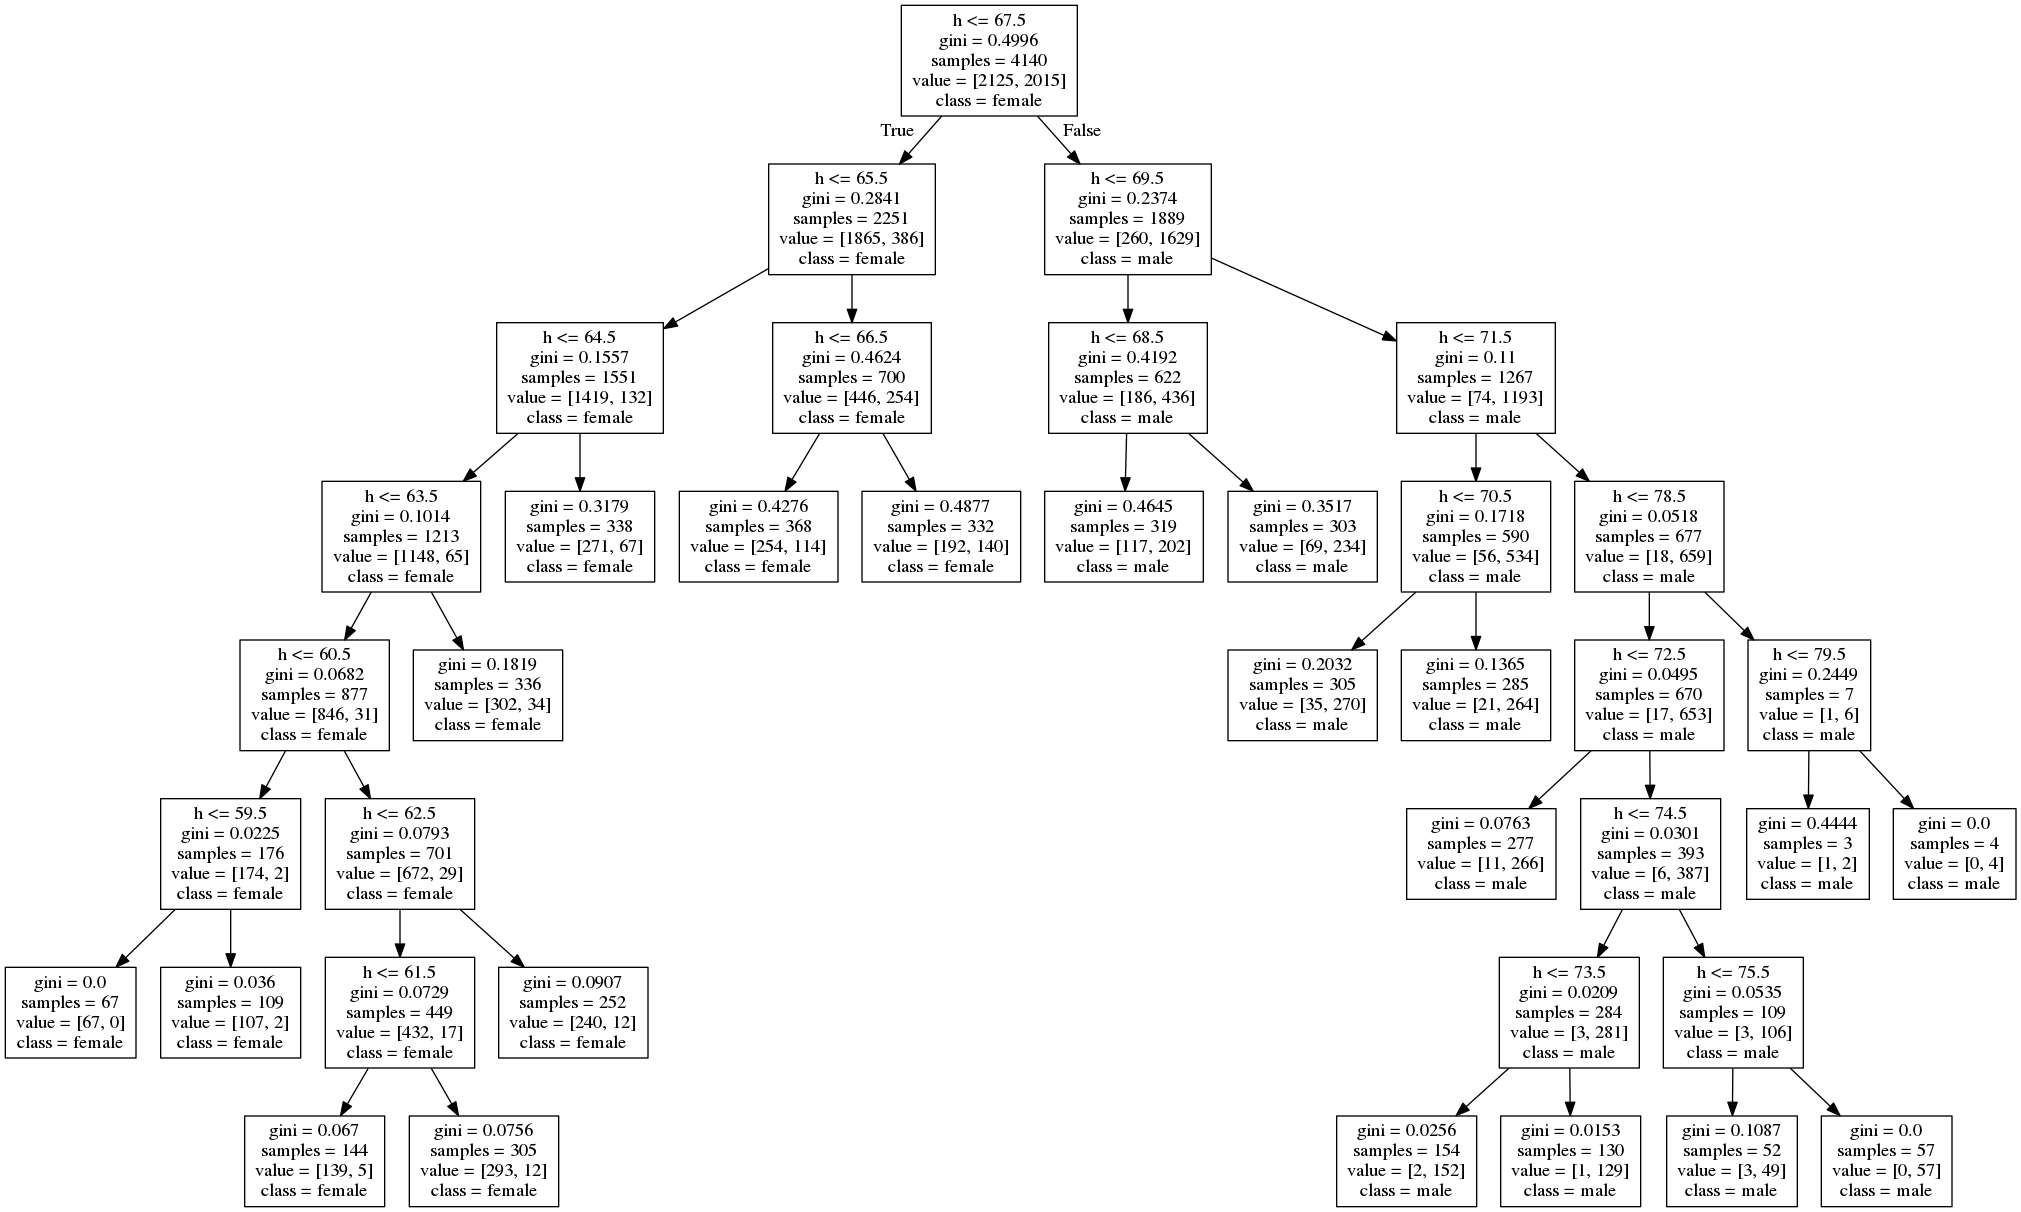 h <= 67.5
gini = 0.4996
samples = 4140
value = [2125, 2015]
class = female
True
False
h <= 65.5
gini = 0.2841
samples = 2251
value = [1865, 386]
class = female
h <= 69.5
gini = 0.2374
samples = 1889
value = [260, 1629]
class = male
h <= 64.5
gini = 0.1557
samples = 1551
value = [1419, 132]
class = female
h <= 66.5
gini = 0.4624
samples = 700
value = [446, 254]
class = female
h <= 68.5
gini = 0.4192
samples = 622
value = [186, 436]
class = male
h <= 71.5
gini = 0.11
samples = 1267
value = [74, 1193]
class = male
h <= 63.5
gini = 0.1014
samples = 1213
value = [1148, 65]
class = female
gini = 0.3179
samples = 338
value = [271, 67]
class = female
gini = 0.4276
samples = 368
value = [254, 114]
class = female
gini = 0.4877
samples = 332
value = [192, 140]
class = female
gini = 0.4645
samples = 319
value = [117, 202]
class = male
gini = 0.3517
samples = 303
value = [69, 234]
class = male
h <= 70.5
gini = 0.1718
samples = 590
value = [56, 534]
class = male
h <= 78.5
gini = 0.0518
samples = 677
value = [18, 659]
class = male
h <= 60.5
gini = 0.0682
samples = 877
value = [846, 31]
class = female
gini = 0.1819
samples = 336
value = [302, 34]
class = female
gini = 0.2032
samples = 305
value = [35, 270]
class = male
gini = 0.1365
samples = 285
value = [21, 264]
class = male
h <= 72.5
gini = 0.0495
samples = 670
value = [17, 653]
class = male
h <= 79.5
gini = 0.2449
samples = 7
value = [1, 6]
class = male
h <= 59.5
gini = 0.0225
samples = 176
value = [174, 2]
class = female
h <= 62.5
gini = 0.0793
samples = 701
value = [672, 29]
class = female
gini = 0.0763
samples = 277
value = [11, 266]
class = male
h <= 74.5
gini = 0.0301
samples = 393
value = [6, 387]
class = male
gini = 0.4444
samples = 3
value = [1, 2]
class = male
gini = 0.0
samples = 4
value = [0, 4]
class = male
gini = 0.0
samples = 67
value = [67, 0]
class = female
gini = 0.036
samples = 109
value = [107, 2]
class = female
h <= 61.5
gini = 0.0729
samples = 449
value = [432, 17]
class = female
gini = 0.0907
samples = 252
value = [240, 12]
class = female
h <= 73.5
gini = 0.0209
samples = 284
value = [3, 281]
class = male
h <= 75.5
gini = 0.0535
samples = 109
value = [3, 106]
class = male
gini = 0.067
samples = 144
value = [139, 5]
class = female
gini = 0.0756
samples = 305
value = [293, 12]
class = female
gini = 0.0256
samples = 154
value = [2, 152]
class = male
gini = 0.0153
samples = 130
value = [1, 129]
class = male
gini = 0.1087
samples = 52
value = [3, 49]
class = male
gini = 0.0
samples = 57
value = [0, 57]
class = male